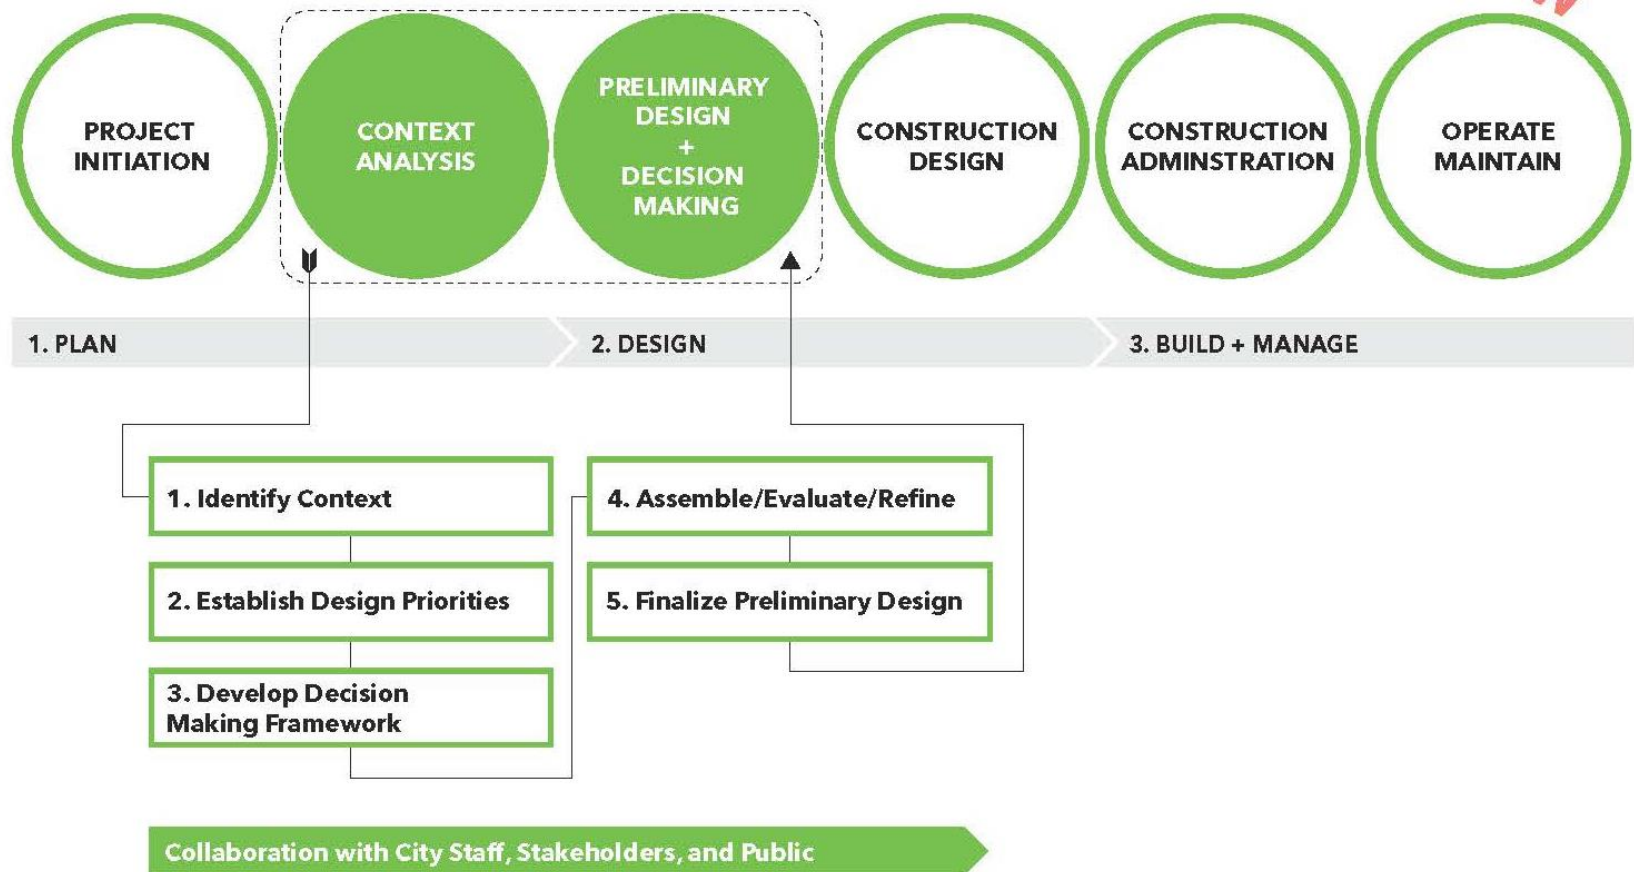 PROJECT
INITIATION
CONTEXT
ANALYSIS
PRELIMINARY
DESIGN
+
DECISION
MAKING
CONSTRUCTION
DESIGN
CONSTRUCTION
ADMINSTRATION
OPERATE
MAINTAIN
1. PLAN
2. DESIGN
3. BUILD + MANAGE
1. Identify Context
2. Establish Design Priorities
3. Develop Decision
Making Framework
4. Assemble/Evaluate/Refine
5. Finalize Preliminary Design
Collaboration with City Staff, Stakeholders, and Public